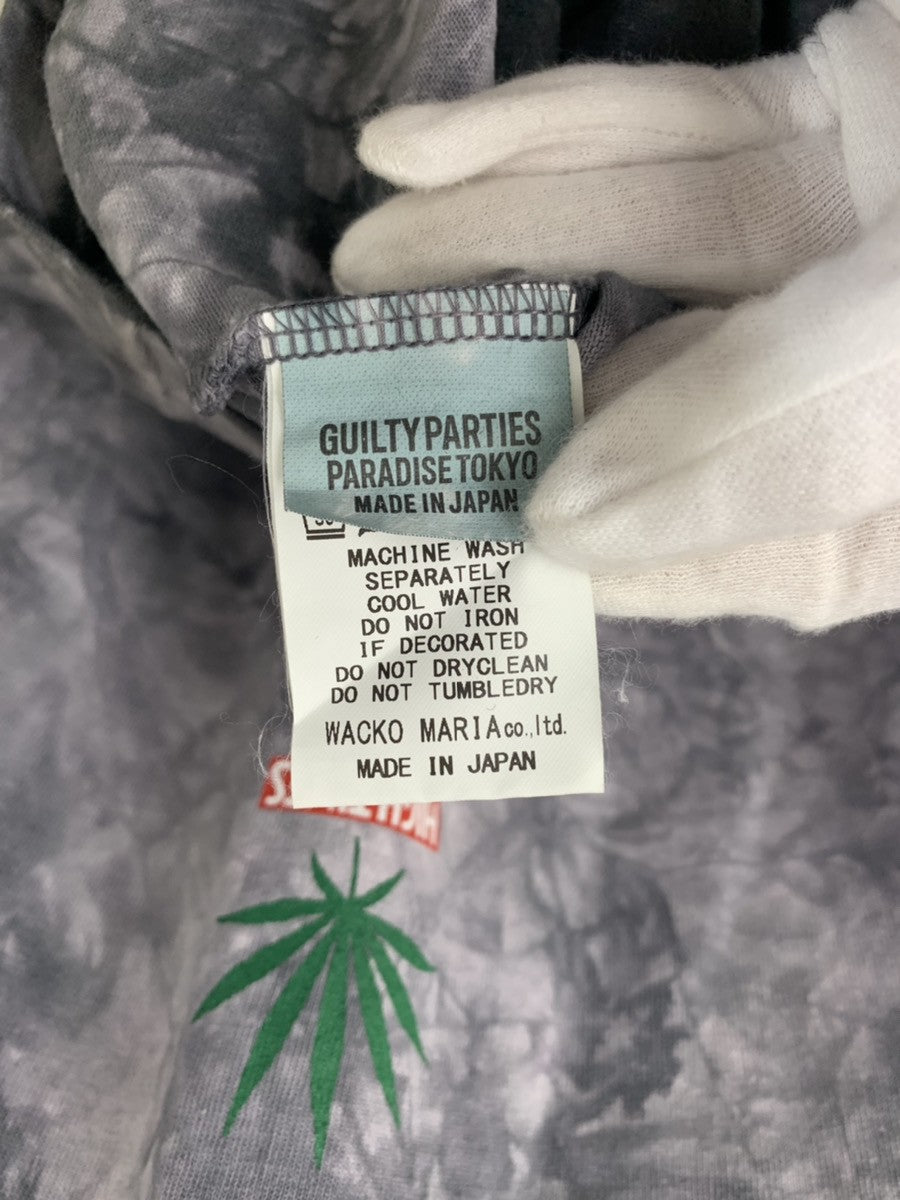 GUILTY PARTIES
PARADISE TOKYO
MADE IN JAPAN
MACHINE WASH
SEPARATELY
COOL WATER
DO NOT IRON
IF DECORATED
DO NOT DRYCLEAN
DO NOT TUMBLEDRY
WACKO MARIA co.,ltd.
MADE IN JAPAN